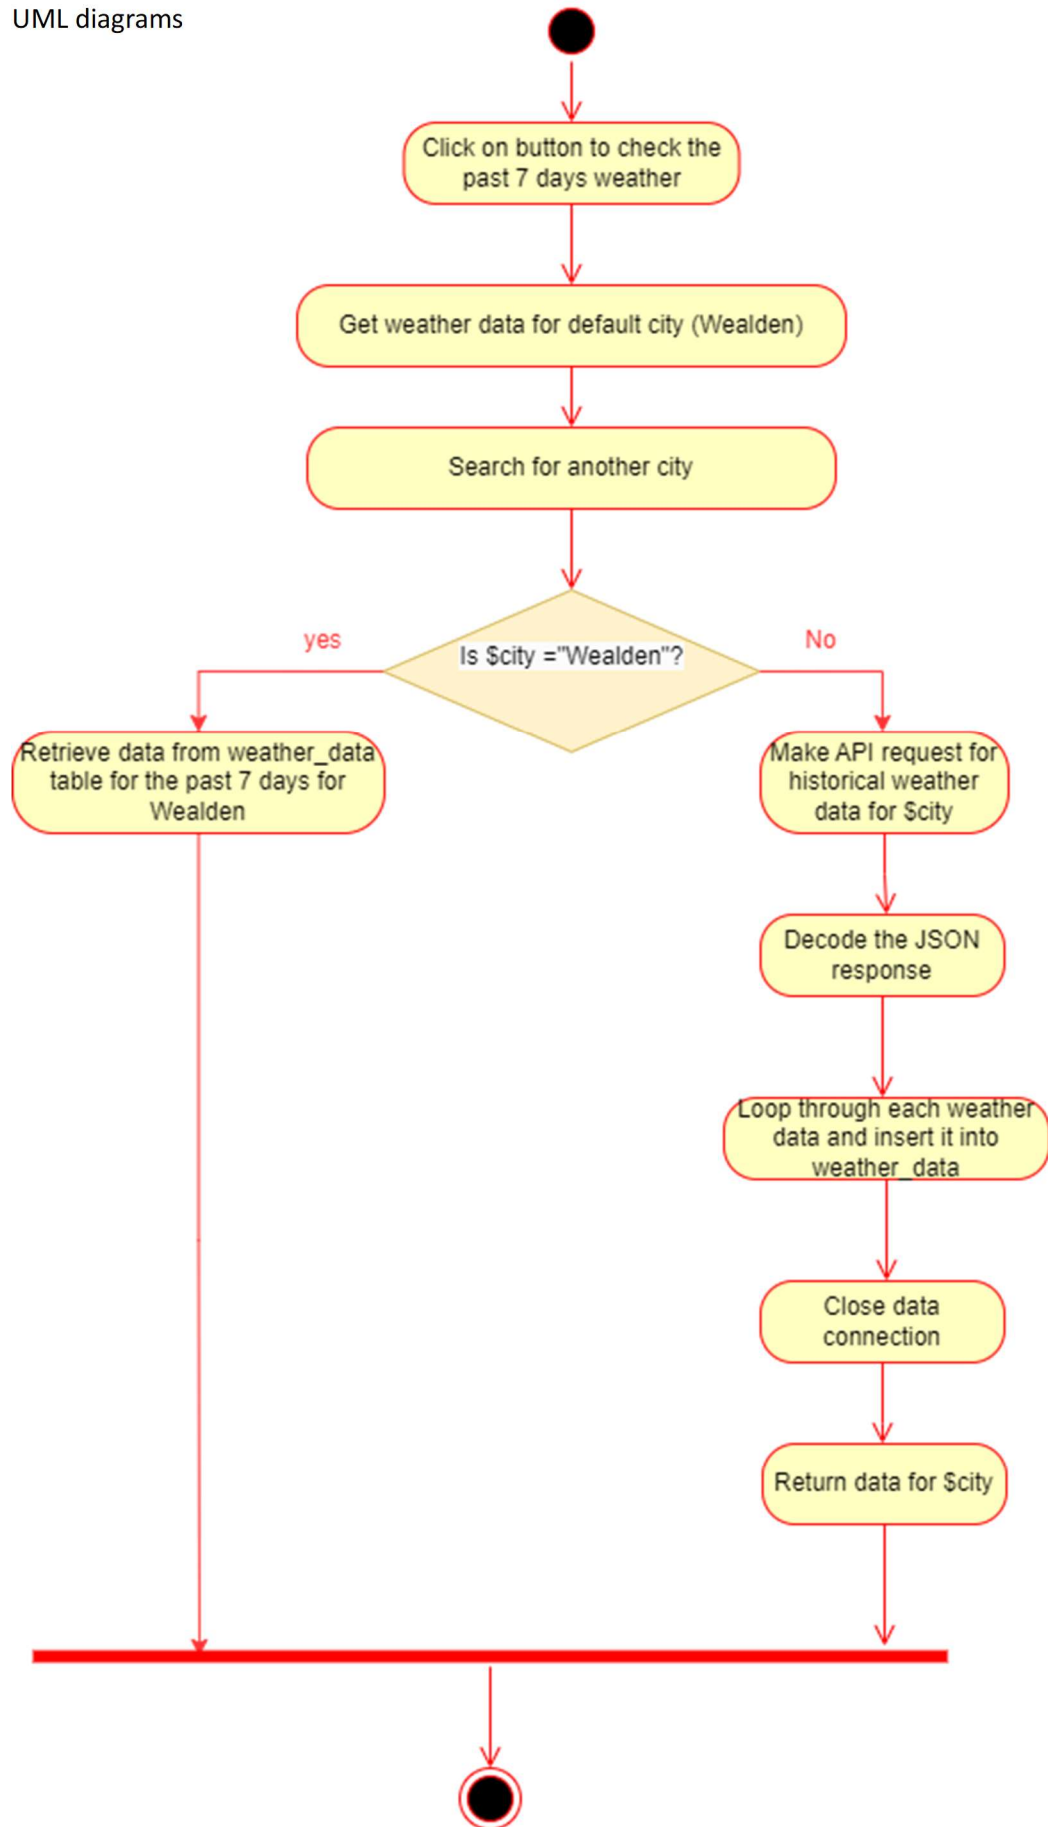 UML diagrams
Click on button to check the
past 7 days weather
Get weather data for default city (Wealden)
Search for another city
Is $city ="Wealden"?
yes
No
Retrieve data from weather_data
table for the past 7 days for
Wealden
Make API request for
historical weather
data for $city
Decode the JSON
response
Loop through each weather
data and insert it into
weather_data
Close data
connection
Return data for $city